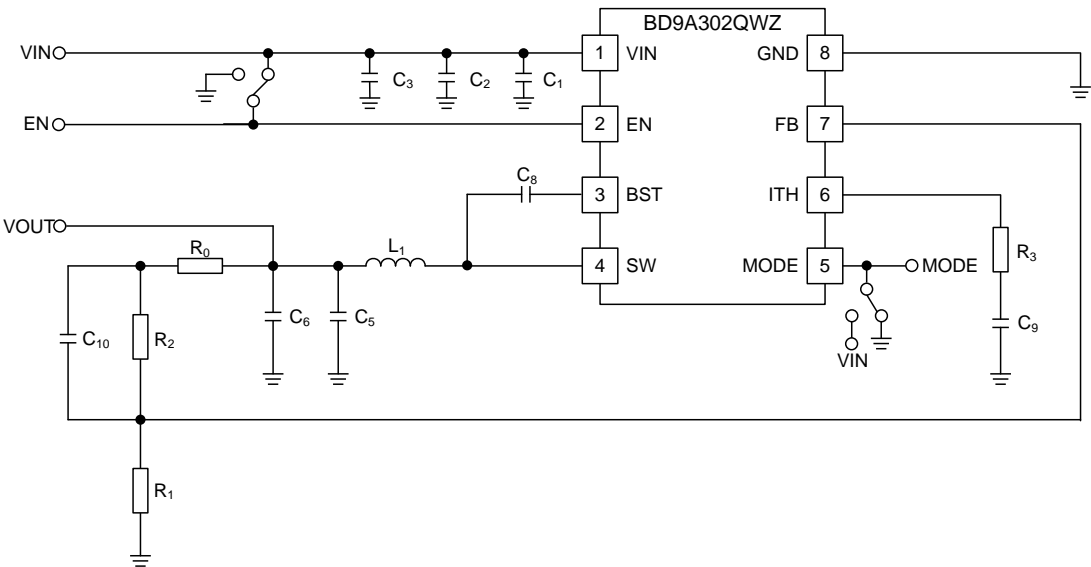 BD9A302QWZ
VIN
1
VIN
GND
8
C₃
C₂
C₁
EN
2
EN
FB
7
C₈
3
BST
ITH
6
VOUT
R₀
L₁
4
SW
MODE
5
MODE
R₃
C₁₀
R₂
C₆
C₅
C₉
VIN
R₁